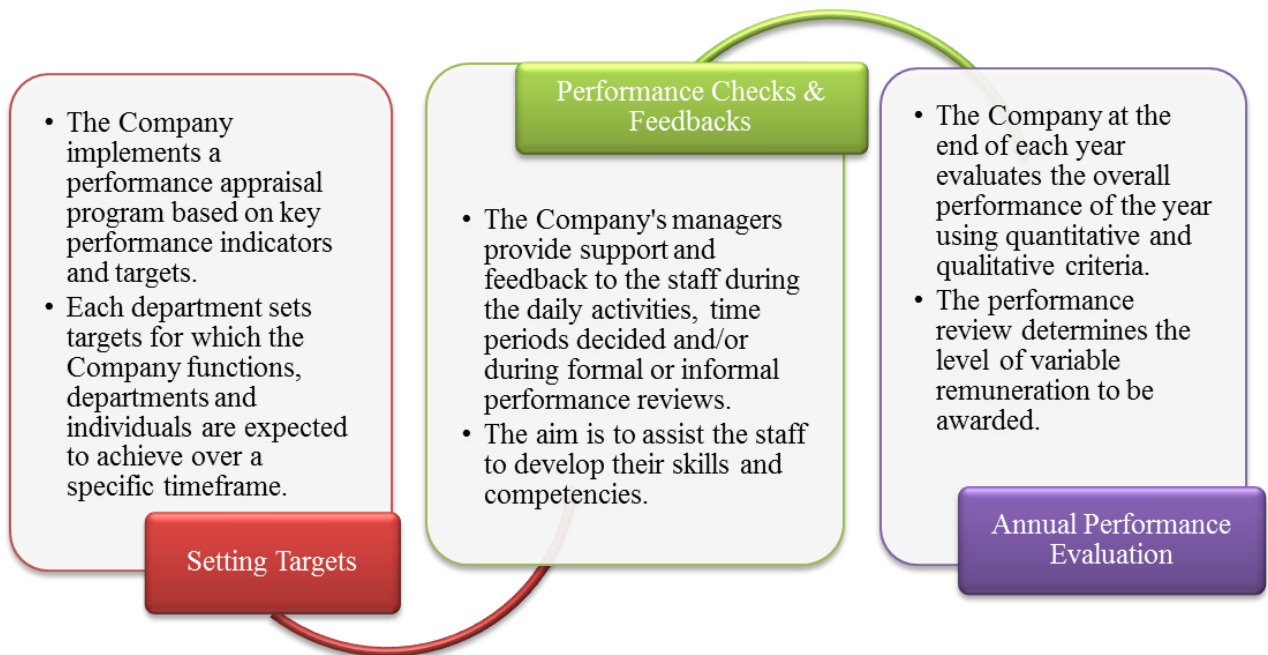 • The Company
implements a
performance appraisal
program based on key
performance indicators
and targets.
• Each department sets
targets for which the
Company functions,
departments and
individuals are expected
to achieve over a
specific timeframe.
Setting Targets
Performance Checks &
Feedbacks
• The Company's managers
provide support and
feedback to the staff during
the daily activities, time
periods decided and/or
during formal or informal
performance reviews.
• The aim is to assist the staff
to develop their skills and
competencies.
• The Company at the
end of each year
evaluates the overall
performance of the year
using quantitative and
qualitative criteria.
• The performance
review determines the
level of variable
remuneration to be
awarded.
Annual Performance
Evaluation